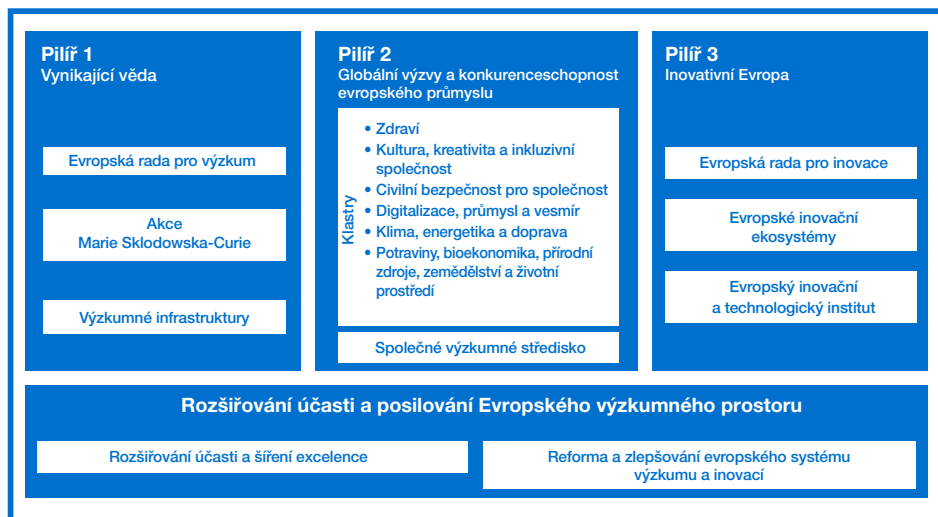 Pilíř 1
Vynikající věda
Evropská rada pro výzkum
Akce
Marie Sklodowska-Curie
Výzkumné infrastruktury
Pilíř 2
Globální výzvy a konkurenceschopnost
evropského průmyslu
Klastry
• Zdraví
• Kultura, kreativita a inkluzivní
společnost
• Civilní bezpečnost pro společnost
• Digitalizace, průmysl a vesmír
• Klima, energetika a doprava
• Potraviny, bioekonomika, přírodní
zdroje, zemědělství a životní
prostředí
Společné výzkumné středisko
Pilíř 3
Inovativní Evropa
Evropská rada pro inovace
Evropské inovační
ekosystémy
Evropský inovační
a technologický institut
Rozšiřování účasti a posilování Evropského výzkumného prostoru
Rozšiřování účasti a šíření excelence
Reforma a zlepšování evropského systému
výzkumu a inovací